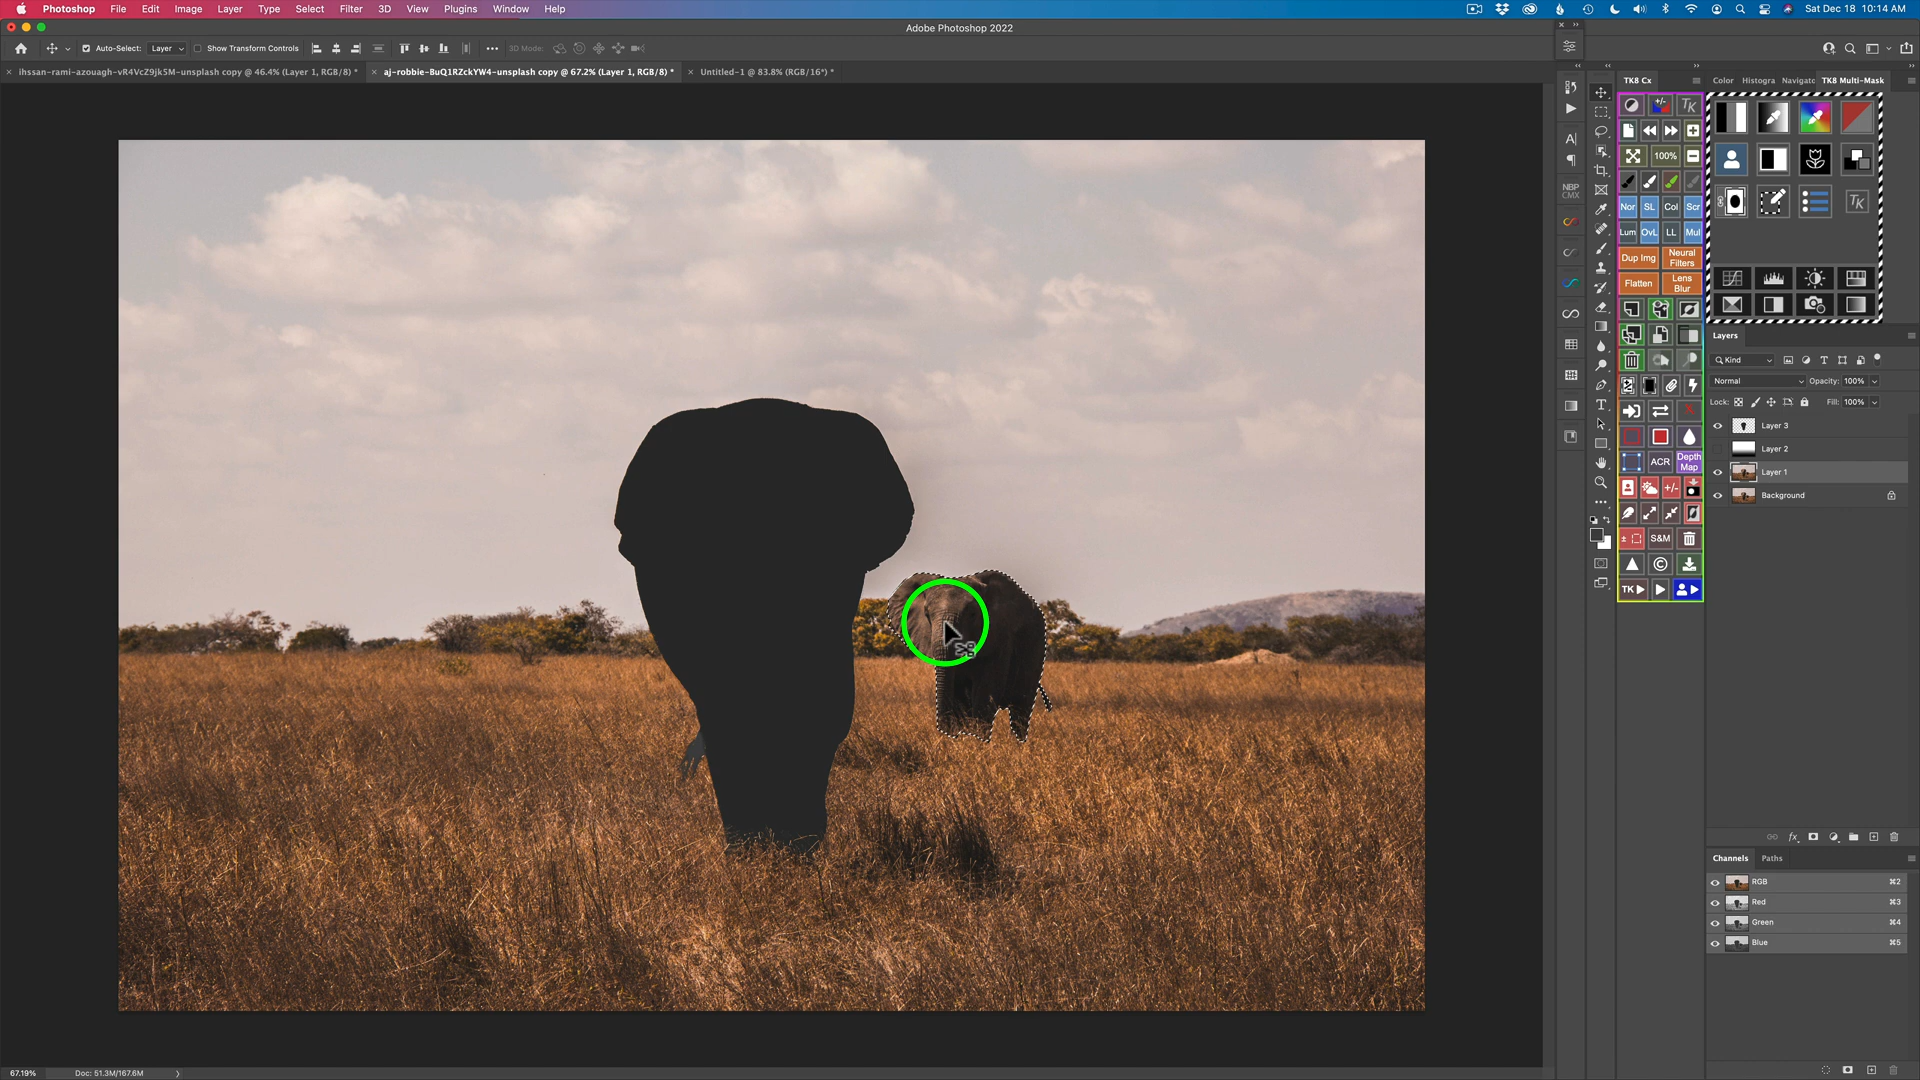 Photoshop File Edit Image Layer Type Select Filter 3D View Plugins Window Help Sat Dec 18 10:14 AM
Adobe Photoshop 2022
Auto-Select: Layer Show Transform Controls 3D Mode:
ihssan-rami-azouagh-vR4VcZ9jk5M-unsplash copy @ 46.4% (Layer 1, RGB/8) *
aj-robbie-BuQ1RZckYW4-unsplash copy @ 67.2% (Layer 1, RGB/8) *
Untitled-1 @ 83.8% (RGB/16*) *
TK8 Cx
Color Histogra Navigato TK8 Multi-Mask
TK
100%
NBP
CMX
Nor SL Col Scr
Lum OvL LL Mul
Dup Img Neural Filters
Flatten Lens Blur
ACR Depth Map
+/-
S&M
TK
TK
Layers
Kind
Normal Opacity: 100%
Lock: Fill: 100%
Layer 3
Layer 2
Layer 1
Background
fx
Channels Paths
RGB ⌘2
Red ⌘3
Green ⌘4
Blue ⌘5
67.19% Doc: 51.3M/167.6M